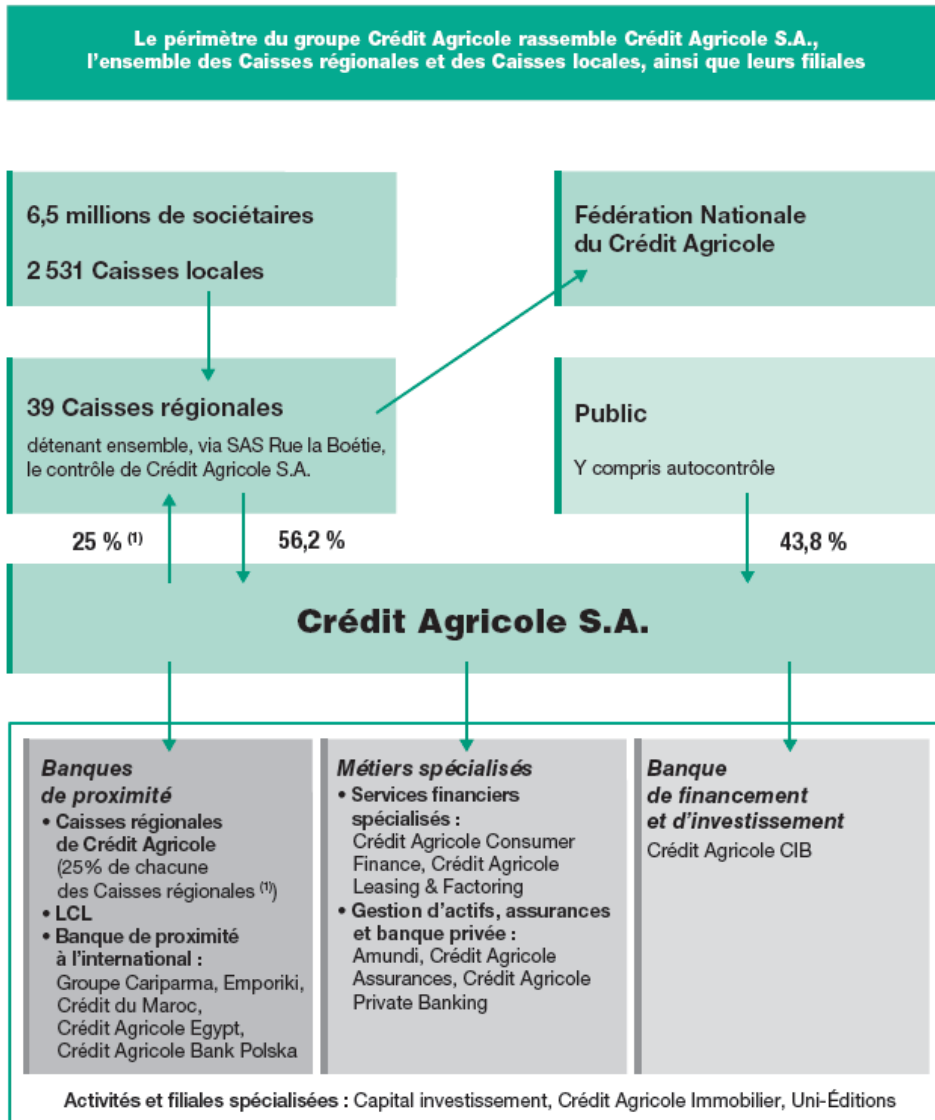 Le périmètre du groupe Crédit Agricole rassemble Crédit Agricole S.A.,
l'ensemble des Caisses régionales et des Caisses locales, ainsi que leurs filiales
6,5 millions de sociétaires
2 531 Caisses locales
Fédération Nationale
du Crédit Agricole
39 Caisses régionales
détenant ensemble, via SAS Rue la Boétie,
le contrôle de Crédit Agricole S.A.
Public
Y compris autocontrôle
25 % (1)
56,2 %
43,8 %
Crédit Agricole S.A.
Banques
de proximité
• Caisses régionales
de Crédit Agricole
(25% de chacune
des Caisses régionales (1))
• LCL
• Banque de proximité
à l'international :
Groupe Cariparma, Emporiki,
Crédit du Maroc,
Crédit Agricole Egypt,
Crédit Agricole Bank Polska
Métiers spécialisés
• Services financiers
spécialisés :
Crédit Agricole Consumer
Finance, Crédit Agricole
Leasing & Factoring
• Gestion d'actifs, assurances
et banque privée :
Amundi, Crédit Agricole
Assurances, Crédit Agricole
Private Banking
Banque
de financement
et d'investissement
Crédit Agricole CIB
Activités et filiales spécialisées : Capital investissement, Crédit Agricole Immobilier, Uni-Éditions